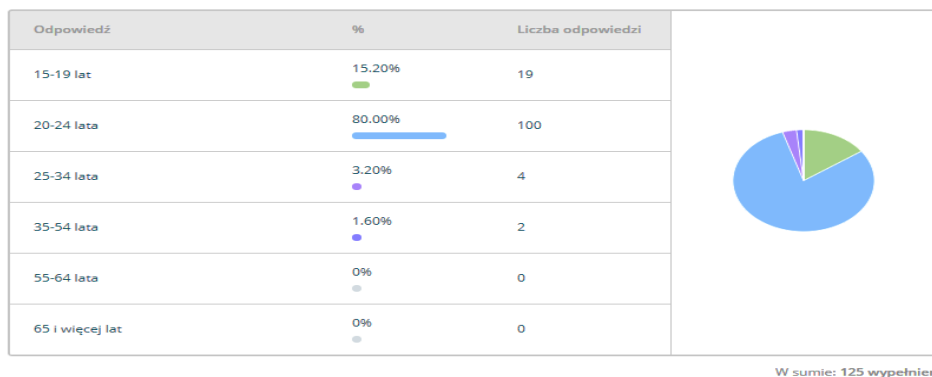 Odpowiedź % Liczba odpowiedzi
15-19 lat 15.20% 19
20-24 lata 80.00% 100
25-34 lata 3.20% 4
35-54 lata 1.60% 2
55-64 lata 0% 0
65 i więcej lat 0% 0
W sumie: 125 wypełnień